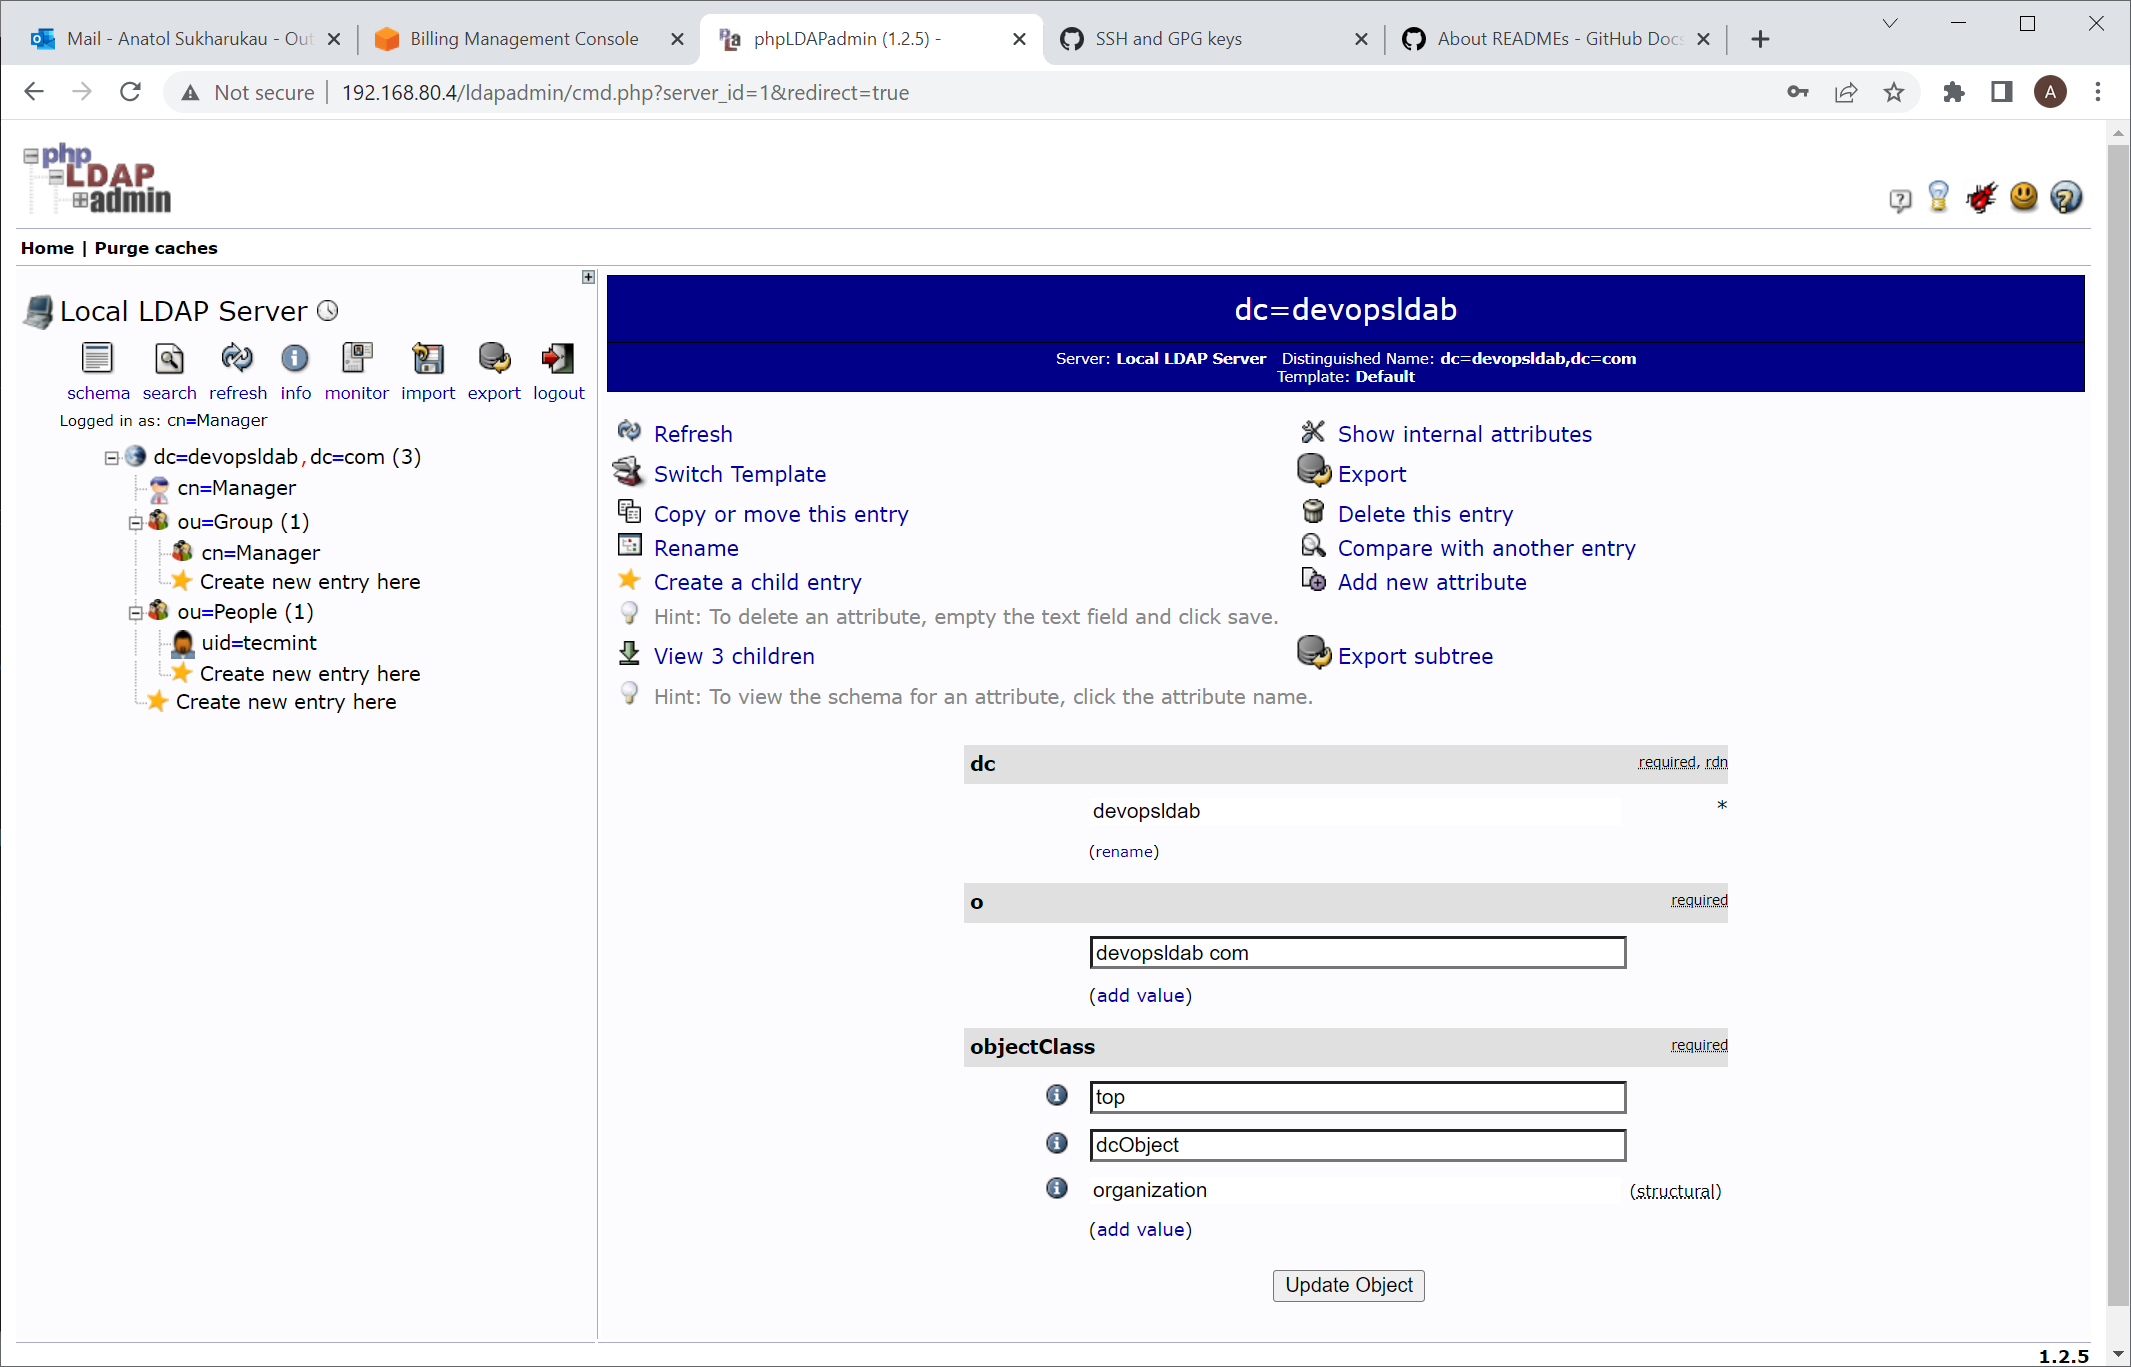 Mail - Anatol Sukharukau - Out
Billing Management Console
phpLDAPadmin (1.2.5) -
SSH and GPG keys
About READMEs - GitHub Docs
Not secure
192.168.80.4/ldapadmin/cmd.php?server_id=1&redirect=true
A
php
LDAP
admin
Home | Purge caches
Local LDAP Server
schema search refresh info monitor import export logout
Logged in as: cn=Manager
dc=devopsldab,dc=com (3)
cn=Manager
ou=Group (1)
cn=Manager
Create new entry here
ou=People (1)
uid=tecmint
Create new entry here
Create new entry here
dc=devopsldab
Server: Local LDAP Server Distinguished Name: dc=devopsldab,dc=com
Template: Default
Refresh
Show internal attributes
Switch Template
Export
Copy or move this entry
Delete this entry
Rename
Compare with another entry
Create a child entry
Add new attribute
Hint: To delete an attribute, empty the text field and click save.
View 3 children
Export subtree
Hint: To view the schema for an attribute, click the attribute name.
dc
required, rdn
devopsldab
*
(rename)
o
required
devopsldab com
(add value)
objectClass
required
top
dcObject
organization
(structural)
(add value)
Update Object
1.2.5